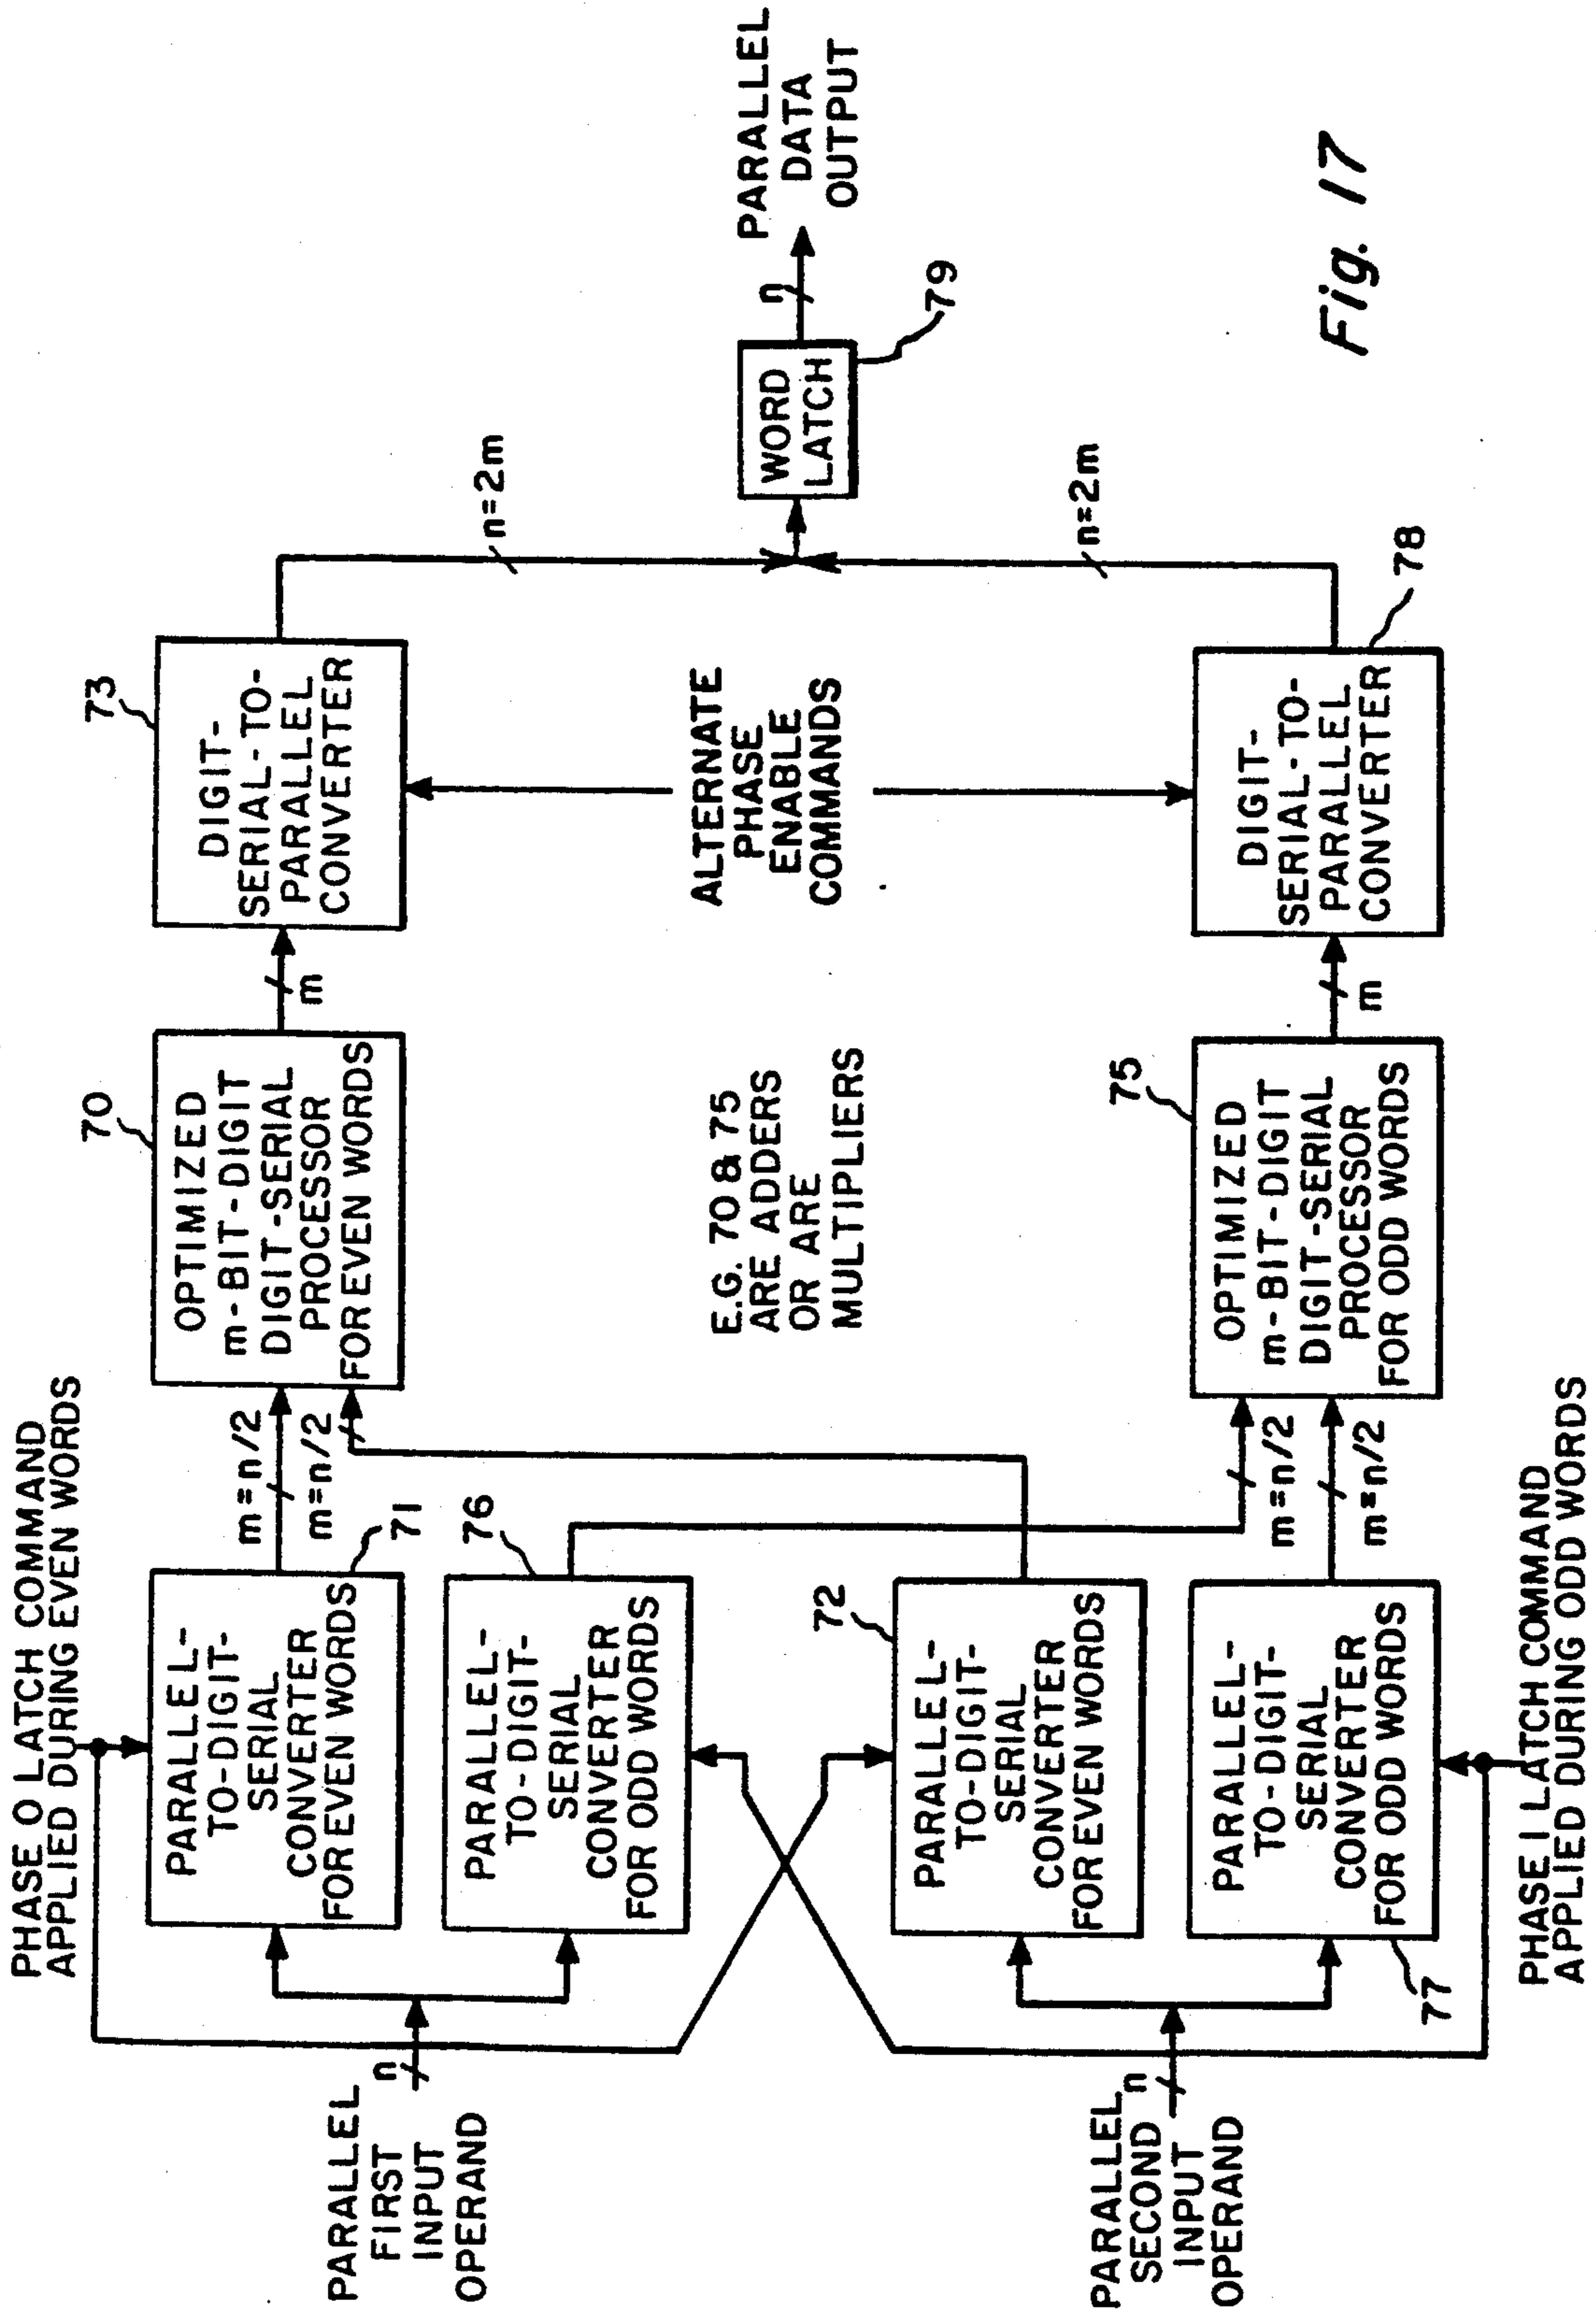 PHASE 0 LATCH COMMAND
APPLIED DURING EVEN WORDS
PARALLEL
FIRST
INPUT
OPERAND
n
PARALLEL-
TO-DIGIT-
SERIAL
CONVERTER
FOR EVEN WORDS
71
m=n/2
m=n/2
PARALLEL-
TO-DIGIT-
SERIAL
CONVERTER
FOR ODD WORDS
76
70
OPTIMIZED
m-BIT-DIGIT
DIGIT-SERIAL
PROCESSOR
FOR EVEN WORDS
m
73
DIGIT-
SERIAL-TO-
PARALLEL
CONVERTER
n=2m
E.G. 70 & 75
ARE ADDERS
OR ARE
MULTIPLIERS
ALTERNATE
PHASE
ENABLE
COMMANDS
WORD
LATCH
79
n
PARALLEL
DATA
OUTPUT
PARALLEL
SECOND
INPUT
OPERAND
n
72
PARALLEL-
TO-DIGIT-
SERIAL
CONVERTER
FOR EVEN WORDS
PARALLEL-
TO-DIGIT-
SERIAL
CONVERTER
FOR ODD WORDS
77
m=n/2
m=n/2
75
OPTIMIZED
m-BIT-DIGIT
DIGIT-SERIAL
PROCESSOR
FOR ODD WORDS
m
DIGIT-
SERIAL-TO-
PARALLEL
CONVERTER
78
n=2m
PHASE 1 LATCH COMMAND
APPLIED DURING ODD WORDS
Fig. 17